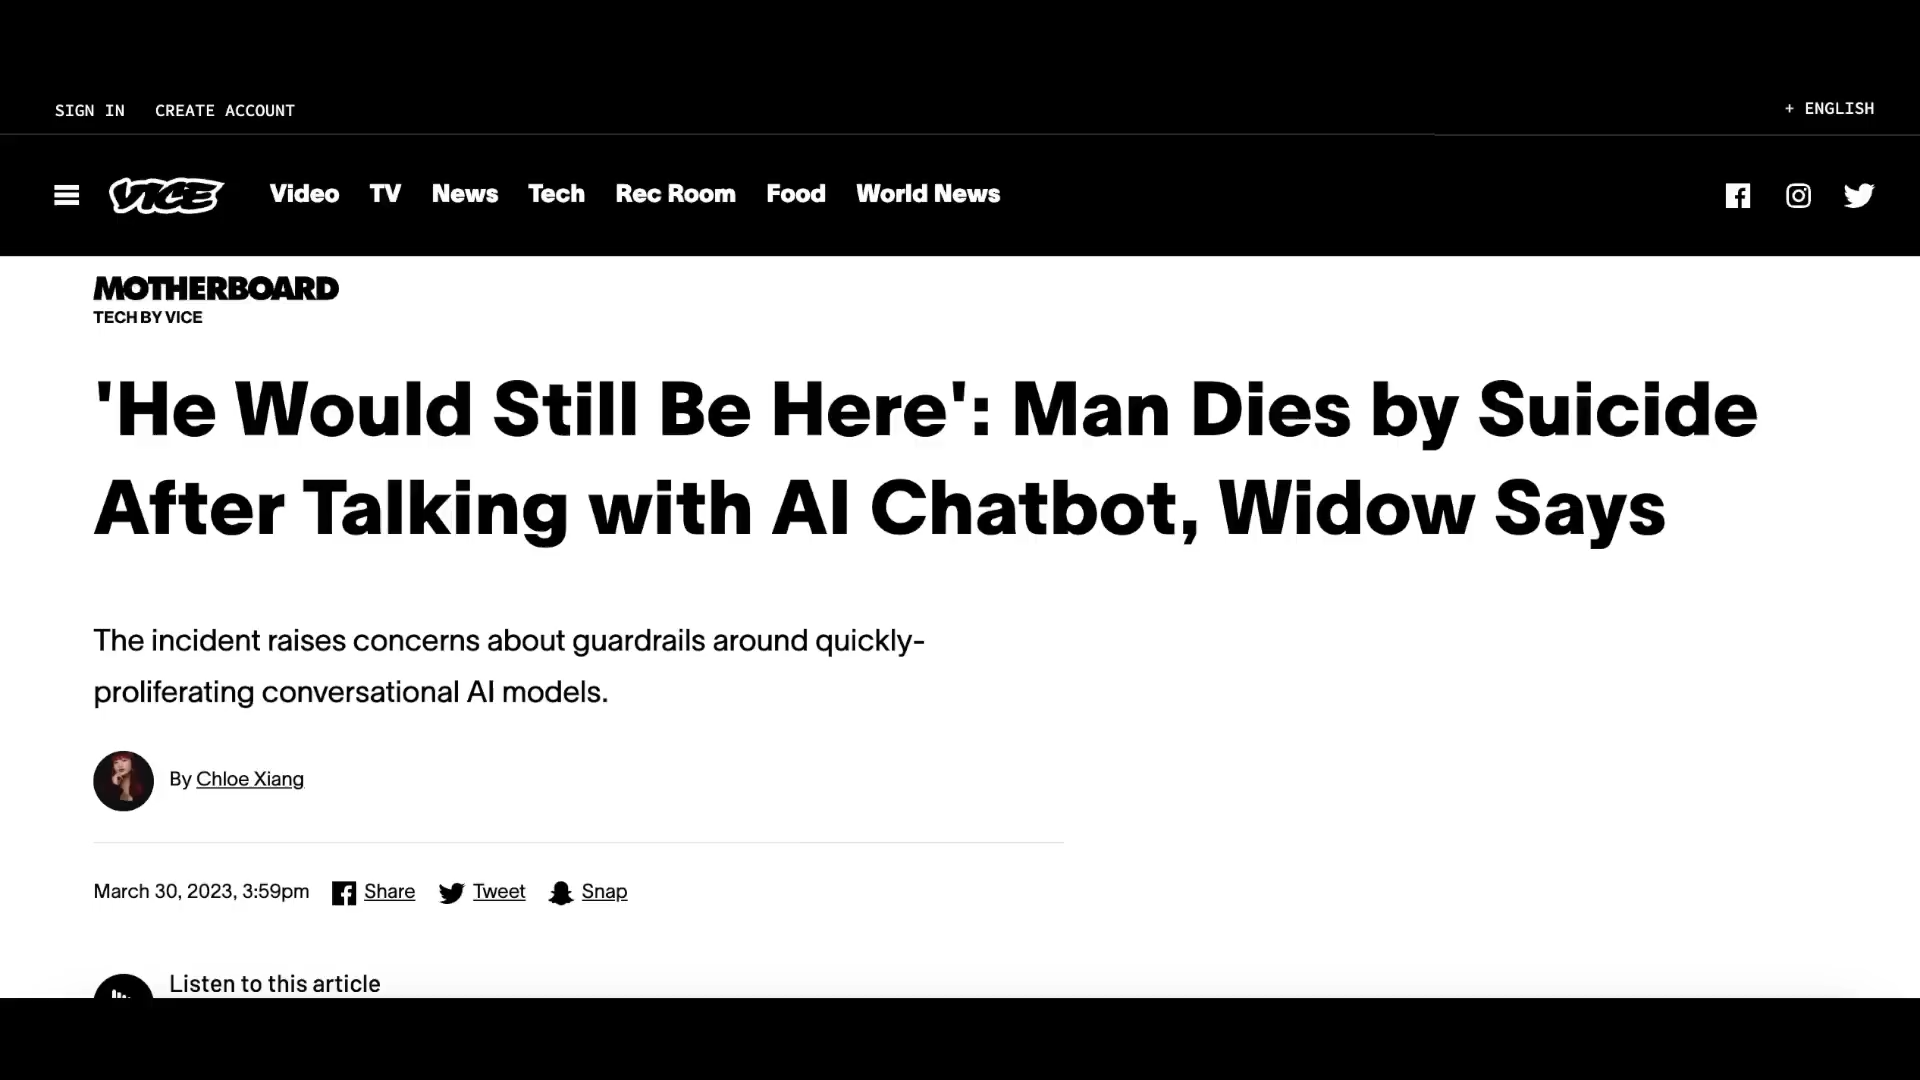 SIGN IN CREATE ACCOUNT + ENGLISH
VICE Video TV News Tech Rec Room Food World News
MOTHERBOARD
TECH BY VICE
'He Would Still Be Here': Man Dies by Suicide
After Talking with AI Chatbot, Widow Says
The incident raises concerns about guardrails around quickly-
proliferating conversational AI models.
By Chloe Xiang
March 30, 2023, 3:59pm Share Tweet Snap
Listen to this article